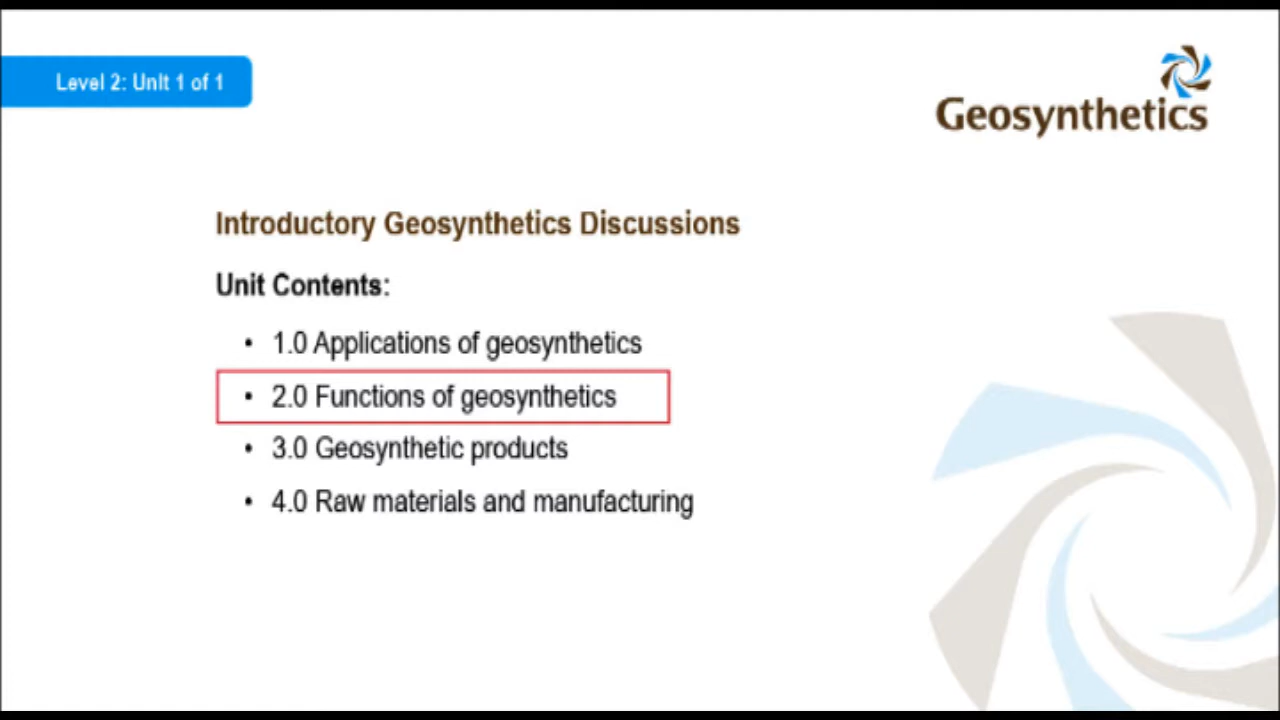 Level 2: Unit 1 of 1
Geosynthetics
Introductory Geosynthetics Discussions
Unit Contents:
• 1.0 Applications of geosynthetics
• 2.0 Functions of geosynthetics
• 3.0 Geosynthetic products
• 4.0 Raw materials and manufacturing